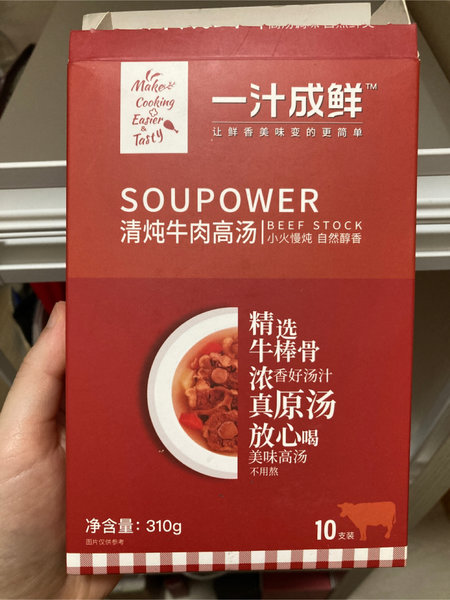 Make
Cooking
Easier
&
Tasty
一汁成鲜™
让鲜香美味变的更简单
SOUPOWER
清炖牛肉高汤
BEEF STOCK
小火慢炖 自然醇香
精选
牛棒骨
浓香好汤汁
真原汤
放心喝
美味高汤
不用熬
净含量：310g
图片仅供参考
10支装